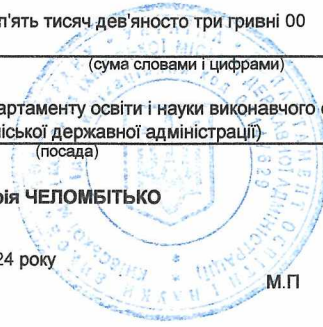 п'ять тисяч дев'яносто три гривні 00
(сума словами і цифрами)
артаменту освіти і науки виконавчого
міської державної адміністрації)
(посада)
рія ЧЕЛОМБІТЬКО
24 року
М.П